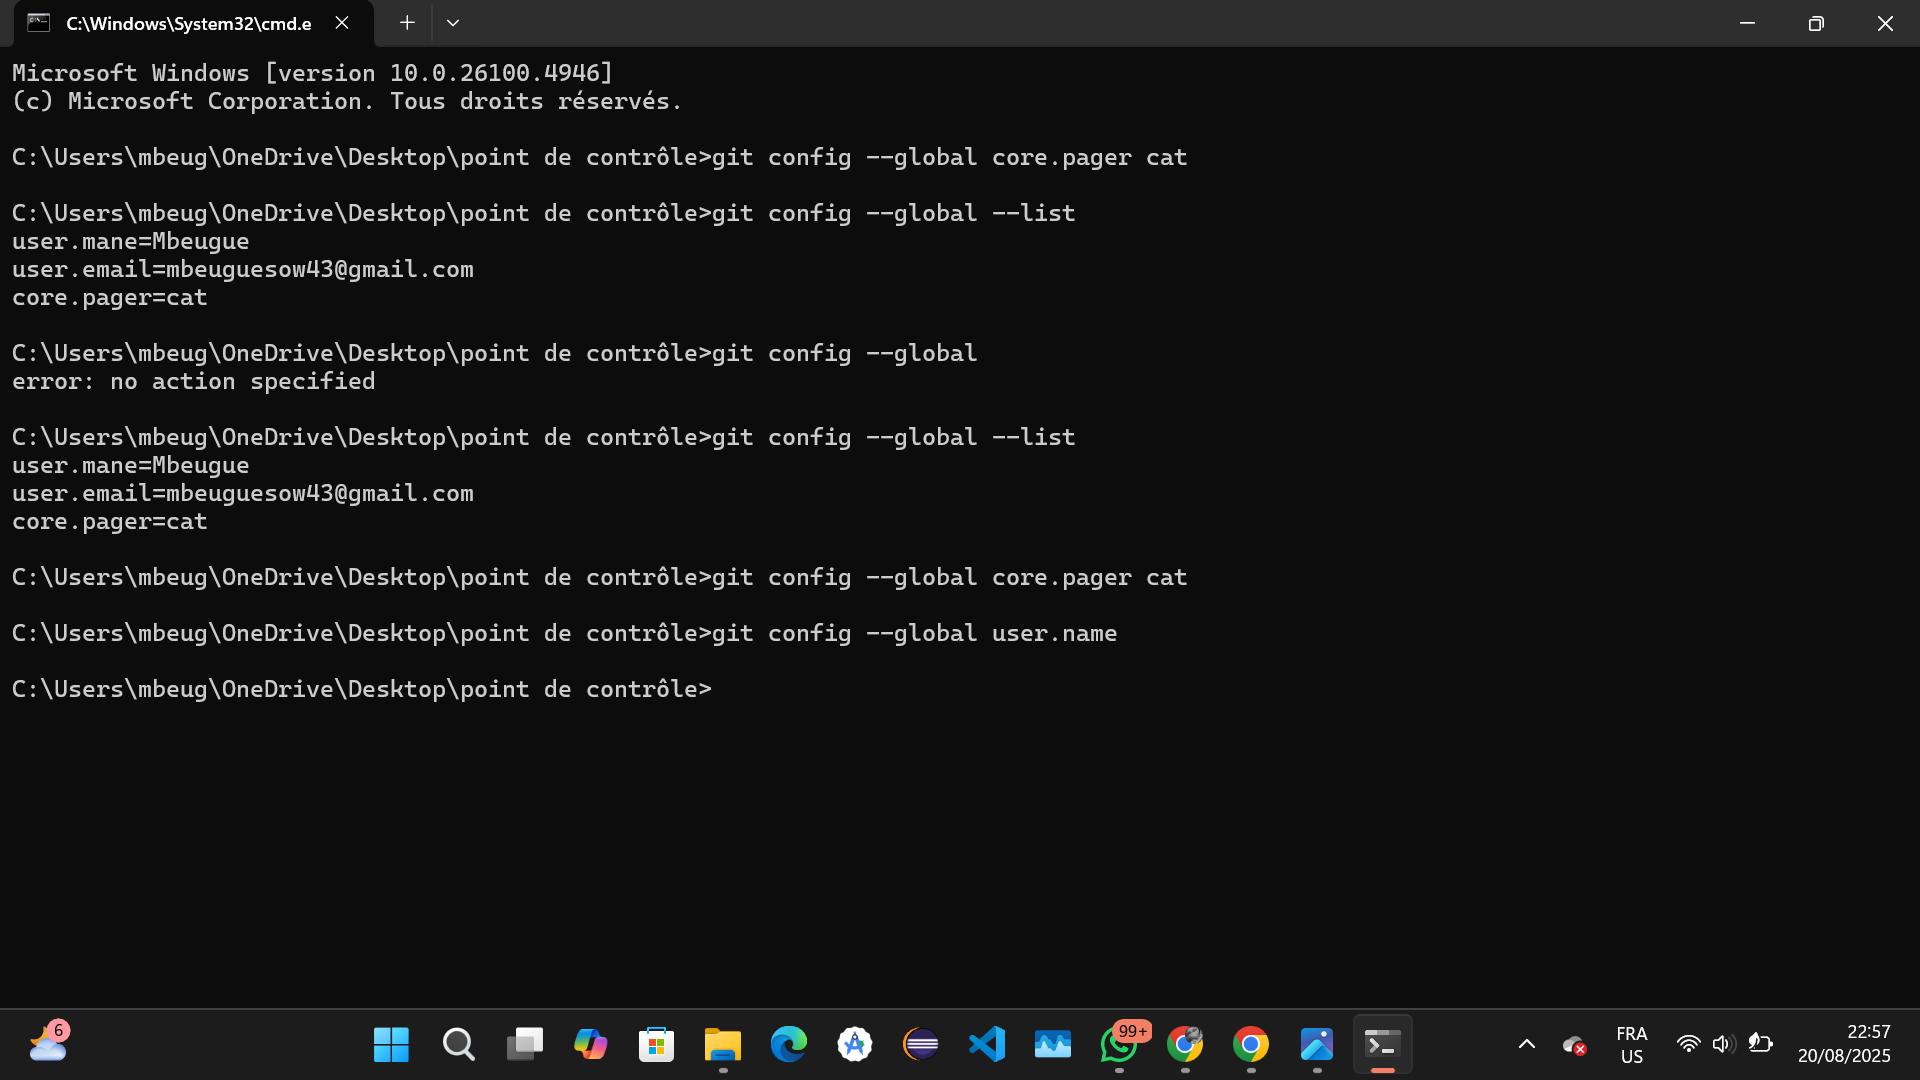 C:\Windows\System32\cmd.e
Microsoft Windows [version 10.0.26100.4946]
(c) Microsoft Corporation. Tous droits réservés.
C:\Users\mbeug\OneDrive\Desktop\point de contrôle>git config --global core.pager cat
C:\Users\mbeug\OneDrive\Desktop\point de contrôle>git config --global --list
user.mane=Mbeugue
user.email=mbeuguesow43@gmail.com
core.pager=cat
C:\Users\mbeug\OneDrive\Desktop\point de contrôle>git config --global
error: no action specified
C:\Users\mbeug\OneDrive\Desktop\point de contrôle>git config --global --list
user.mane=Mbeugue
user.email=mbeuguesow43@gmail.com
core.pager=cat
C:\Users\mbeug\OneDrive\Desktop\point de contrôle>git config --global core.pager cat
C:\Users\mbeug\OneDrive\Desktop\point de contrôle>git config --global user.name
C:\Users\mbeug\OneDrive\Desktop\point de contrôle>
6
99+
FRA
US
22:57
20/08/2025